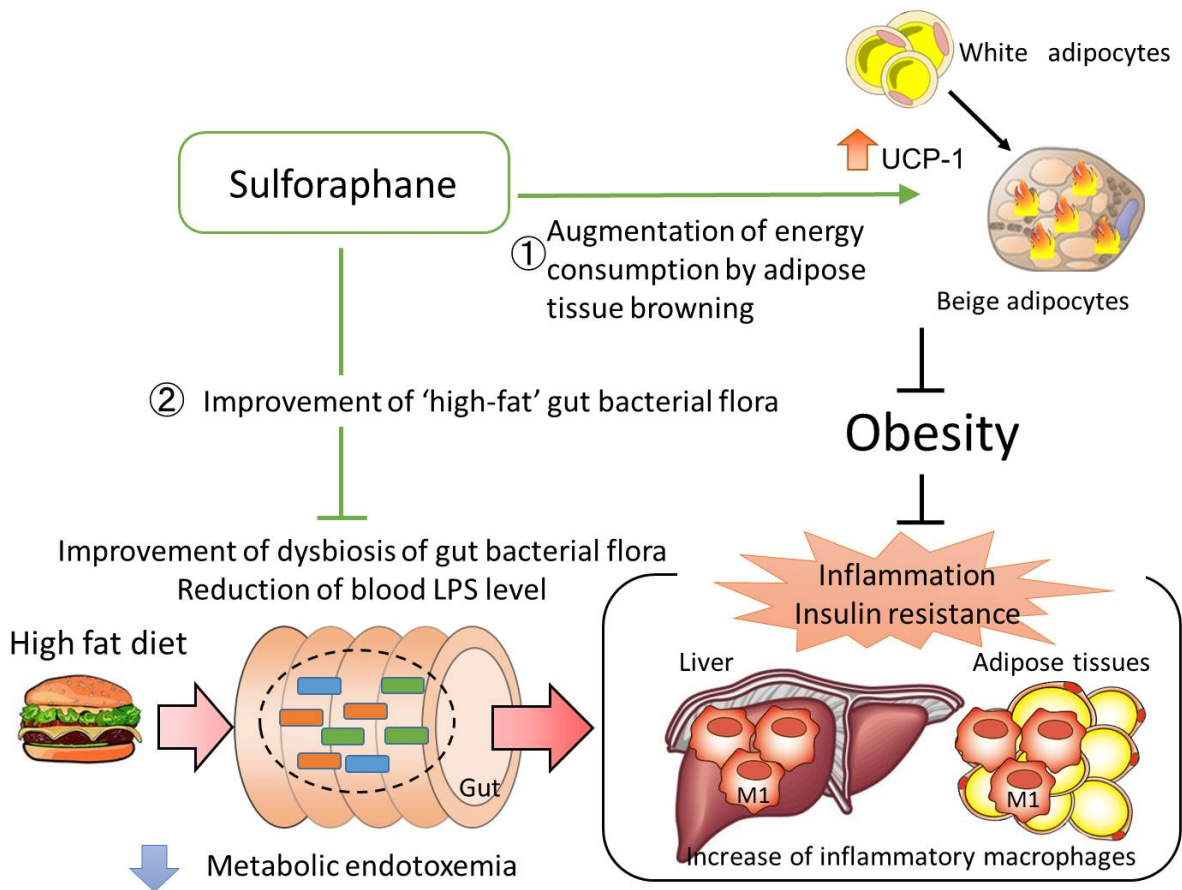 White adipocytes
UCP-1
Sulforaphane
① Augmentation of energy
consumption by adipose
tissue browning
Beige adipocytes
② Improvement of ‘high-fat’ gut bacterial flora
Obesity
Improvement of dysbiosis of gut bacterial flora
Reduction of blood LPS level
Inflammation
Insulin resistance
High fat diet
Liver
Adipose tissues
Gut
M1
M1
Increase of inflammatory macrophages
Metabolic endotoxemia